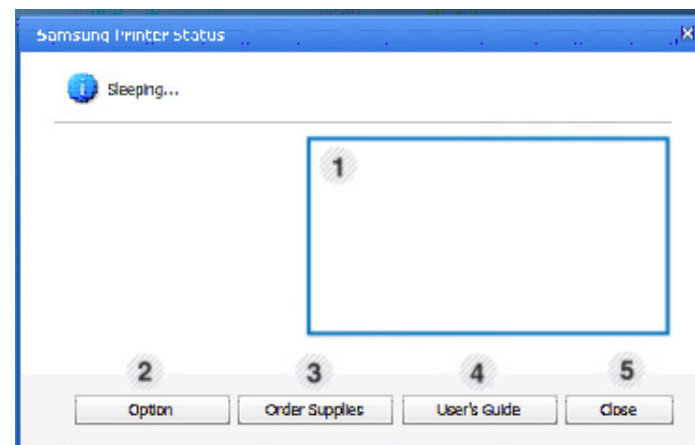 Samsung Printer Status
Sleeping...
1
2 3 4 5
Option Order Supplies User's Guide Close